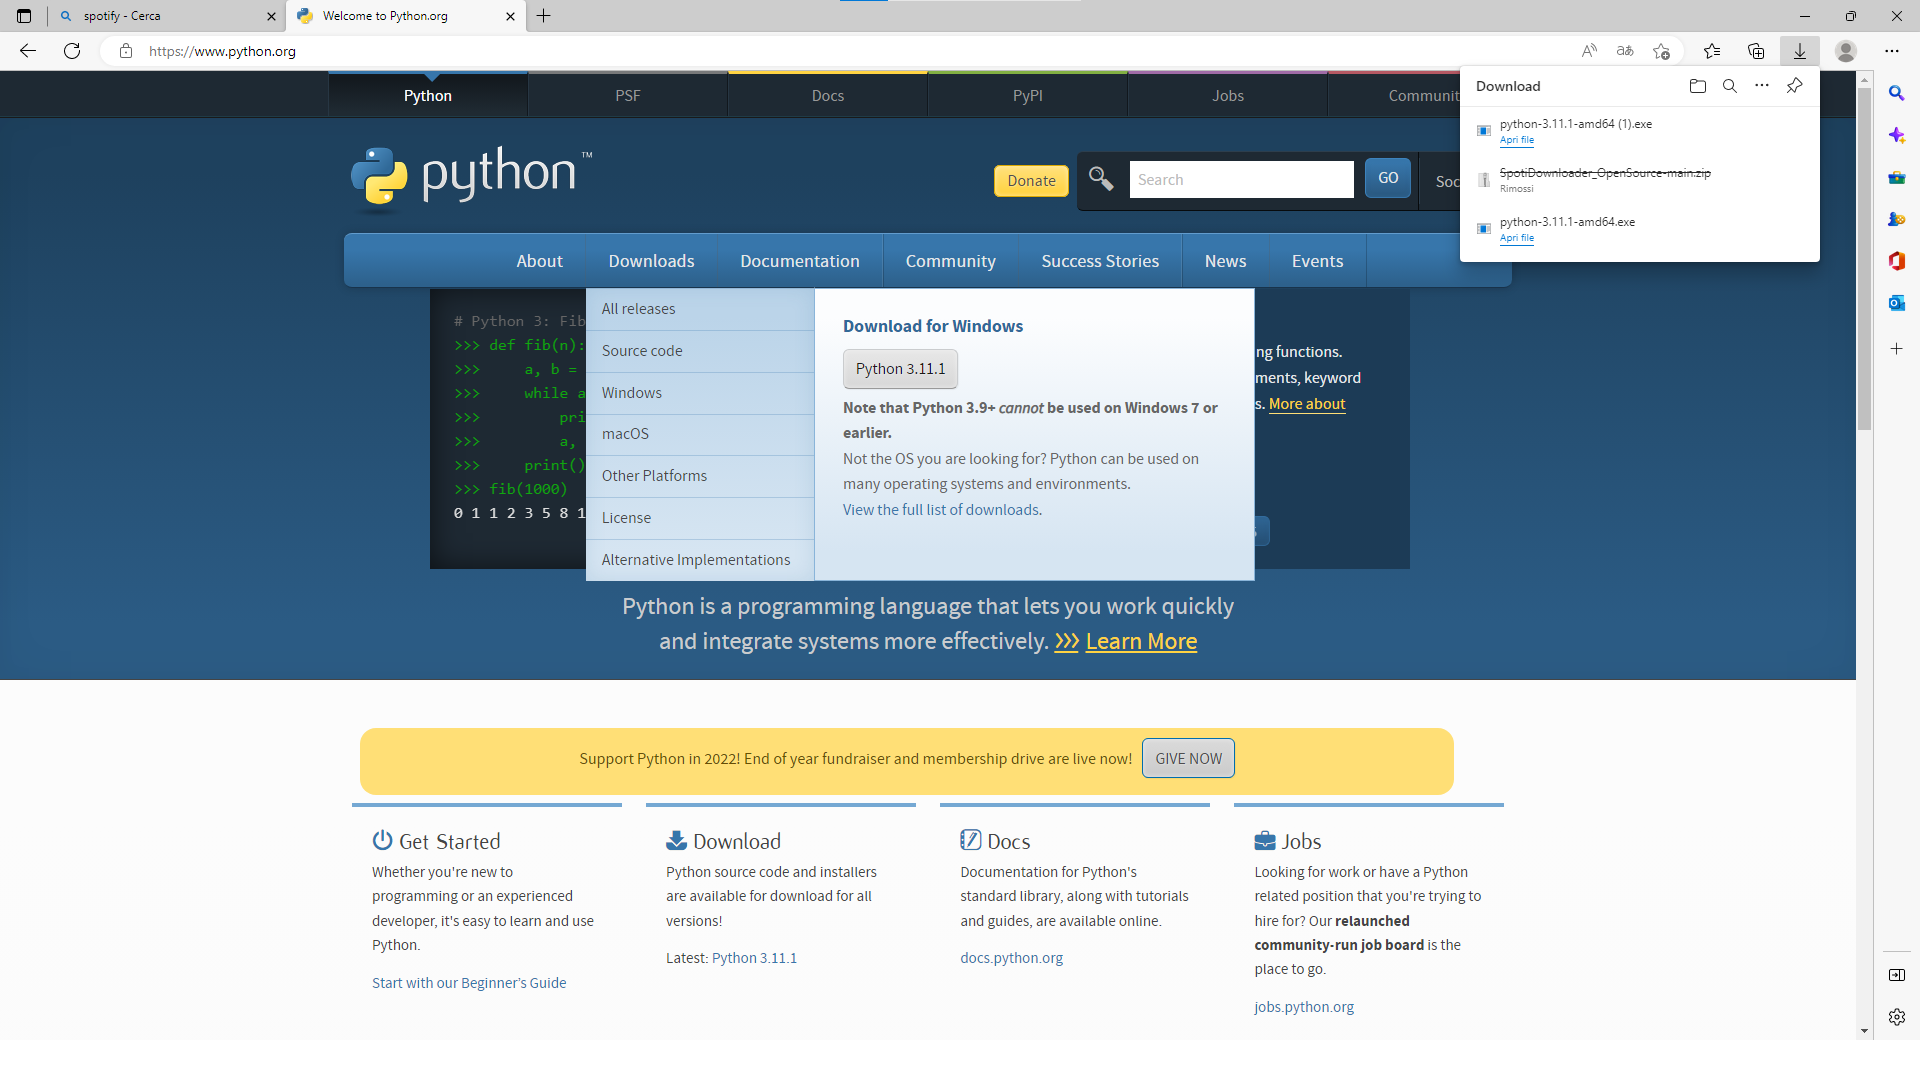 spotify - Cerca
Welcome to Python.org
https://www.python.org
Python
PSF
Docs
PyPI
Jobs
Communit
Download
python-3.11.1-amd64 (1).exe
Apri file
SpotiDownloader_OpenSource-main.zip
Rimossi
python-3.11.1-amd64.exe
Apri file
python™
Donate
Search
GO
Soc
About
Downloads
Documentation
Community
Success Stories
News
Events
# Python 3: Fib
>>> def fib(n):
>>>     a, b =
>>>     while a
>>>         pri
>>>         a,
>>>     print()
>>> fib(1000)
0 1 1 2 3 5 8 1
All releases
Source code
Windows
macOS
Other Platforms
License
Alternative Implementations
Download for Windows
Python 3.11.1
Note that Python 3.9+ cannot be used on Windows 7 or
earlier.
Not the OS you are looking for? Python can be used on
many operating systems and environments.
View the full list of downloads.
ng functions.
ments, keyword
s. More about
Python is a programming language that lets you work quickly
and integrate systems more effectively. >>> Learn More
Support Python in 2022! End of year fundraiser and membership drive are live now! GIVE NOW
Get Started
Whether you're new to
programming or an experienced
developer, it's easy to learn and use
Python.
Start with our Beginner’s Guide
Download
Python source code and installers
are available for download for all
versions!
Latest: Python 3.11.1
Docs
Documentation for Python's
standard library, along with tutorials
and guides, are available online.
docs.python.org
Jobs
Looking for work or have a Python
related position that you're trying to
hire for? Our relaunched
community-run job board is the
place to go.
jobs.python.org